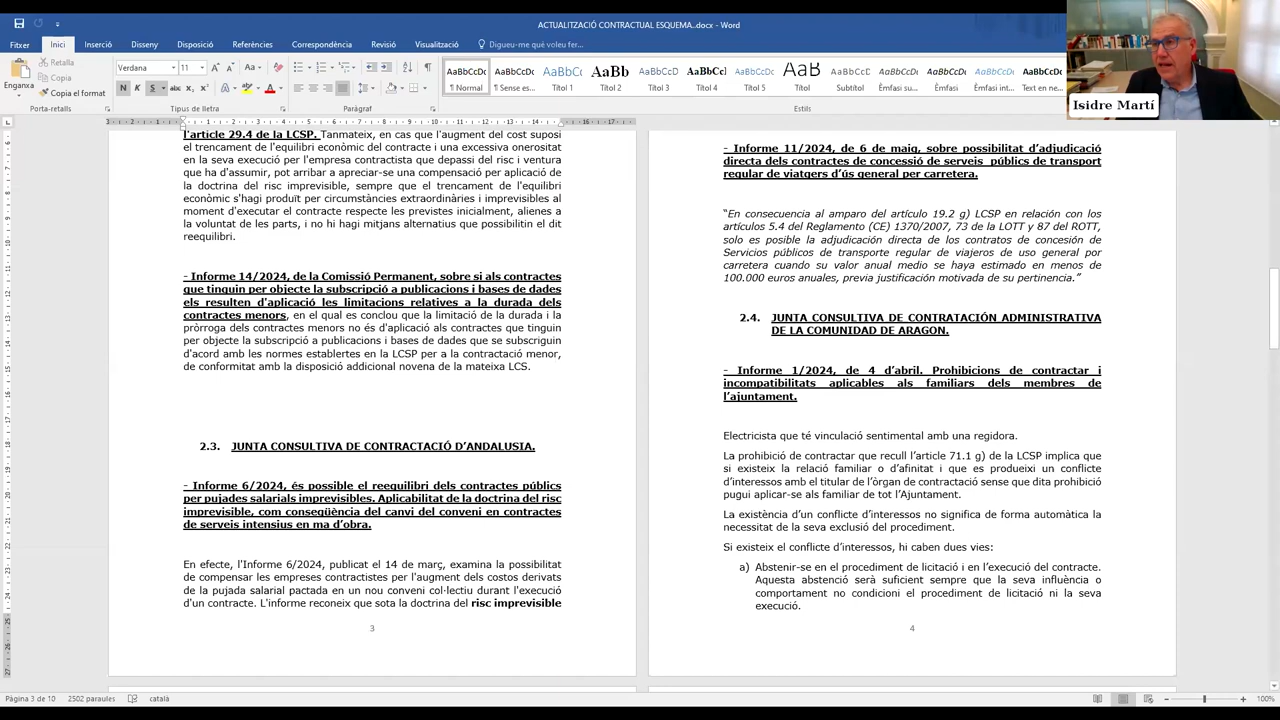 ACTUALITZACIÓ CONTRACTUAL ESQUEMA..docx - Word
Fitxer Inici Inserció Disseny Disposició Referències Correspondència Revisió Visualització Digueu-me què voleu fer...
Enganxa
Retalla
Copia
Copia el format
Porta-retalls
Verdana 11
N K S
Tipus de lletra
Paràgraf
AaBbCcDc AaBbCcDc AaBbCc AaBb AaBbCcD AaBbCc AaBbCcD AaB AaBbCcD AaBbCcDc AaBbCcDc AaBbCcDc AaBbCcDc
¶ Normal ¶ Sense es... Títol 1 Títol 2 Títol 3 Títol 4 Títol 5 Títol Subtítol Èmfasi sub... Èmfasi Èmfasi int... Text en ne...
Estils
Isidre Martí
l'article 29.4 de la LCSP. Tanmateix, en cas que l'augment del cost suposi
el trencament de l'equilibri econòmic del contracte i una excessiva onerositat
en la seva execució per l'empresa contractista que depassi del risc i ventura
que ha d'assumir, pot arribar a apreciar-se una compensació per aplicació de
la doctrina del risc imprevisible, sempre que el trencament de l'equilibri
econòmic s'hagi produït per circumstàncies extraordinàries i imprevisibles al
moment d'executar el contracte respecte les previstes inicialment, alienes a
la voluntat de les parts, i no hi hagi mitjans alternatius que possibilitin el dit
reequilibri.
- Informe 14/2024, de la Comissió Permanent, sobre si als contractes
que tinguin per objecte la subscripció a publicacions i bases de dades
els resulten d'aplicació les limitacions relatives a la durada dels
contractes menors, en el qual es conclou que la limitació de la durada i la
pròrroga dels contractes menors no és d'aplicació als contractes que tinguin
per objecte la subscripció a publicacions i bases de dades que se subscriguin
d'acord amb les normes establertes en la LCSP per a la contractació menor,
de conformitat amb la disposició addicional novena de la mateixa LCS.
2.3. JUNTA CONSULTIVA DE CONTRACTACIÓ D'ANDALUSIA.
- Informe 6/2024, és possible el reequilibri dels contractes públics
per pujades salarials imprevisibles. Aplicabilitat de la doctrina del risc
imprevisible, com conseqüència del canvi del conveni en contractes
de serveis intensius en ma d'obra.
En efecte, l'Informe 6/2024, publicat el 14 de març, examina la possibilitat
de compensar les empreses contractistes per l'augment dels costos derivats
de la pujada salarial pactada en un nou conveni col·lectiu durant l'execució
d'un contracte. L'informe reconeix que sota la doctrina del risc imprevisible
3
- Informe 11/2024, de 6 de maig, sobre possibilitat d'adjudicació
directa dels contractes de concessió de serveis públics de transport
regular de viatgers d'ús general per carretera.
"En consecuencia al amparo del artículo 19.2 g) LCSP en relación con los
artículos 5.4 del Reglamento (CE) 1370/2007, 73 de la LOTT y 87 del ROTT,
solo es posible la adjudicación directa de los contratos de concesión de
Servicios públicos de transporte regular de viajeros de uso general por
carretera cuando su valor anual medio se haya estimado en menos de
100.000 euros anuales, previa justificación motivada de su pertinencia."
2.4. JUNTA CONSULTIVA DE CONTRATACIÓN ADMINISTRATIVA
DE LA COMUNIDAD DE ARAGON.
- Informe 1/2024, de 4 d'abril. Prohibicions de contractar i
incompatibilitats aplicables als familiars dels membres de
l'ajuntament.
Electricista que té vinculació sentimental amb una regidora.
La prohibició de contractar que recull l'article 71.1 g) de la LCSP implica que
si existeix la relació familiar o d'afinitat i que es produeixi un conflicte
d'interessos amb el titular de l'òrgan de contractació sense que dita prohibició
pugui aplicar-se als familiar de tot l'Ajuntament.
La existència d'un conflicte d'interessos no significa de forma automàtica la
necessitat de la seva exclusió del procediment.
Si existeix el conflicte d'interessos, hi caben dues vies:
a) Abstenir-se en el procediment de licitació i en l'execució del contracte.
Aquesta abstenció serà suficient sempre que la seva influència o
comportament no condicioni el procediment de licitació ni la seva
execució.
4
Pàgina 3 de 10 2502 paraules català 100%